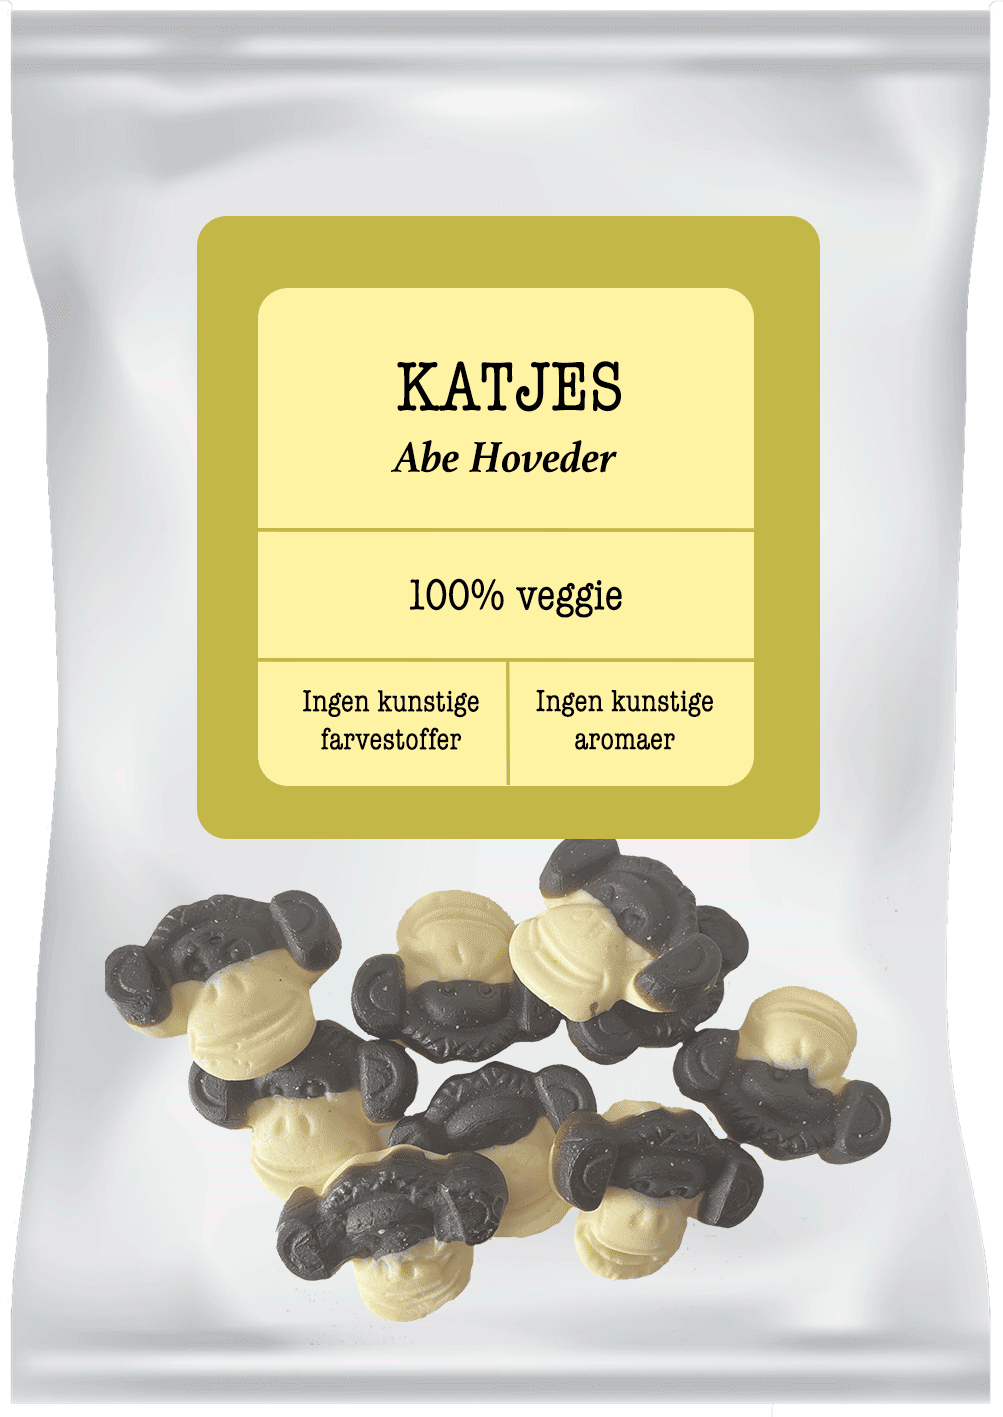 KATJES
Abe Hoveder
100% veggie
Ingen kunstige
farvestoffer
Ingen kunstige
aromaer